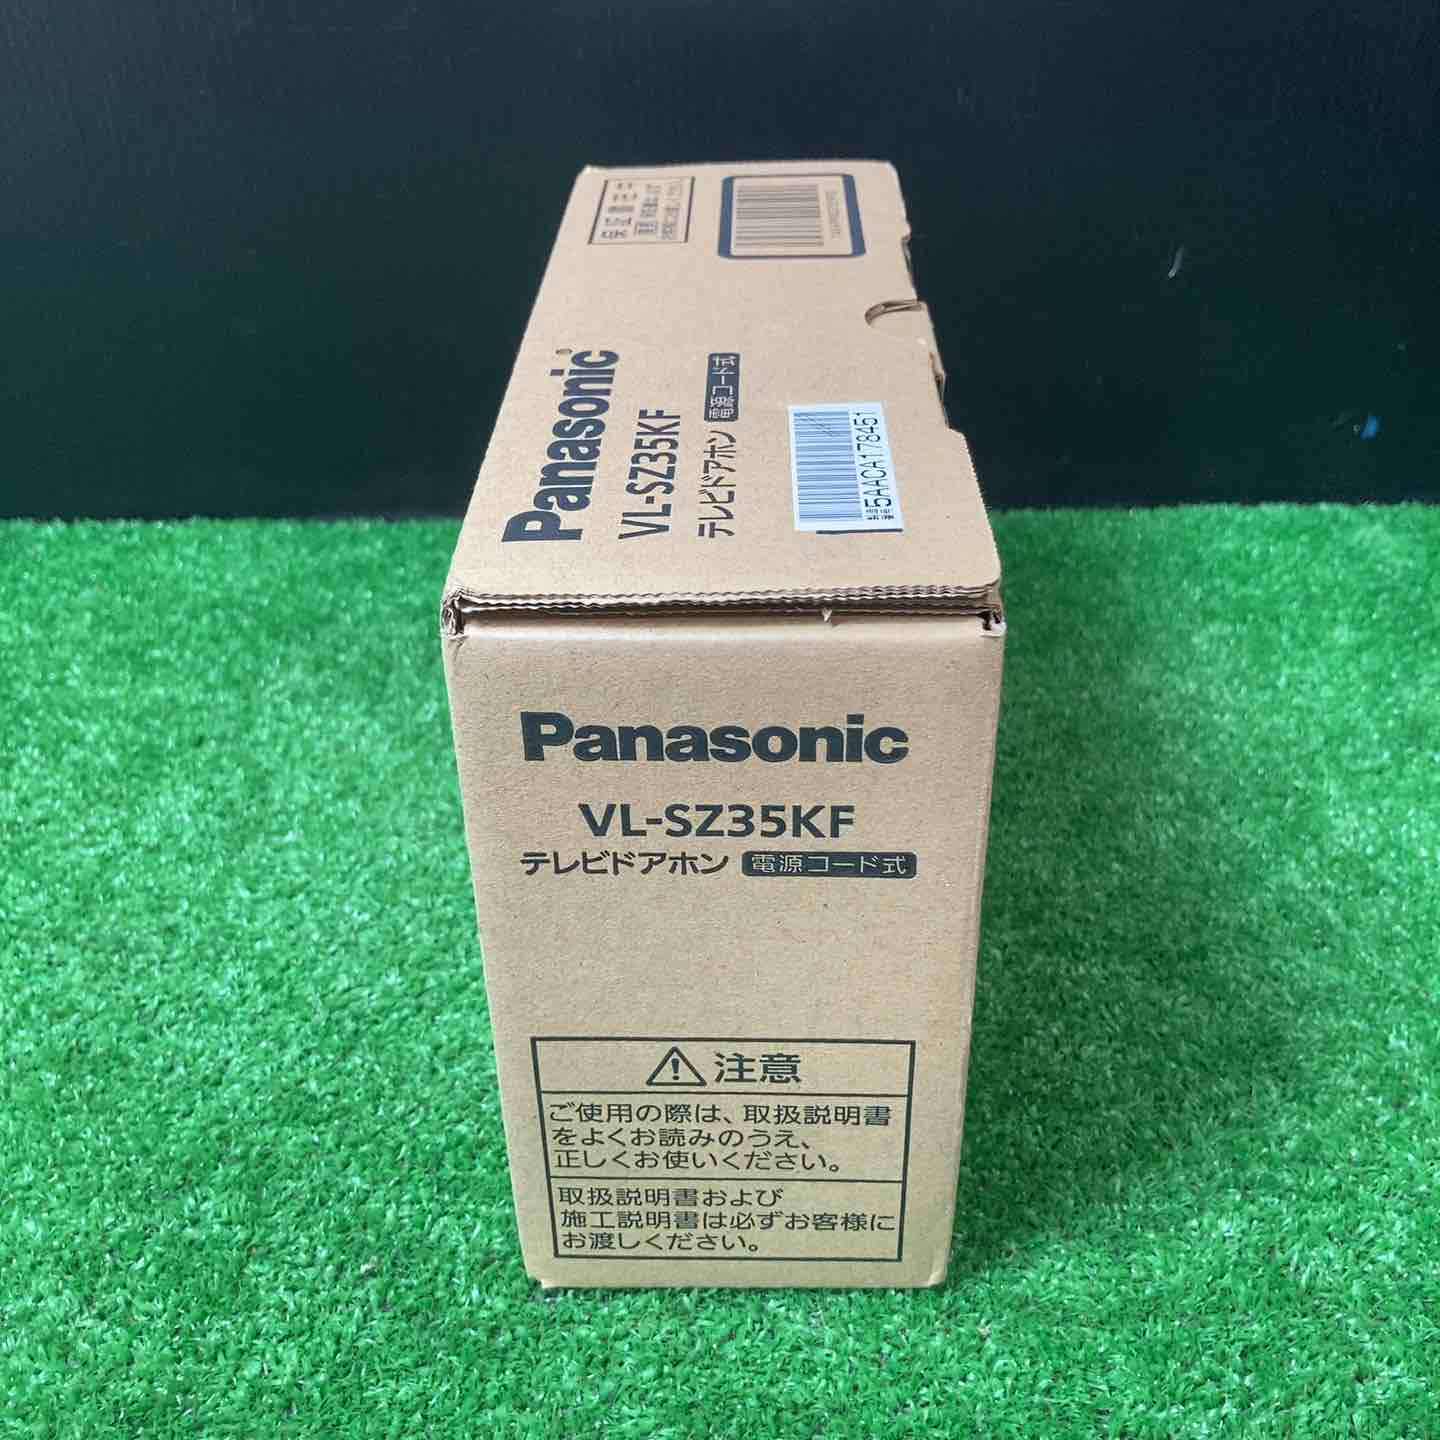 Panasonic
VL-SZ35KF
テレビドアホン 電源コード式
5AACA178451
Panasonic
VL-SZ35KF
テレビドアホン 電源コード式
注意
ご使用の際は、取扱説明書
をよくお読みのうえ、
正しくお使いください。
取扱説明書および
施工説明書は必ずお客様に
お渡しください。